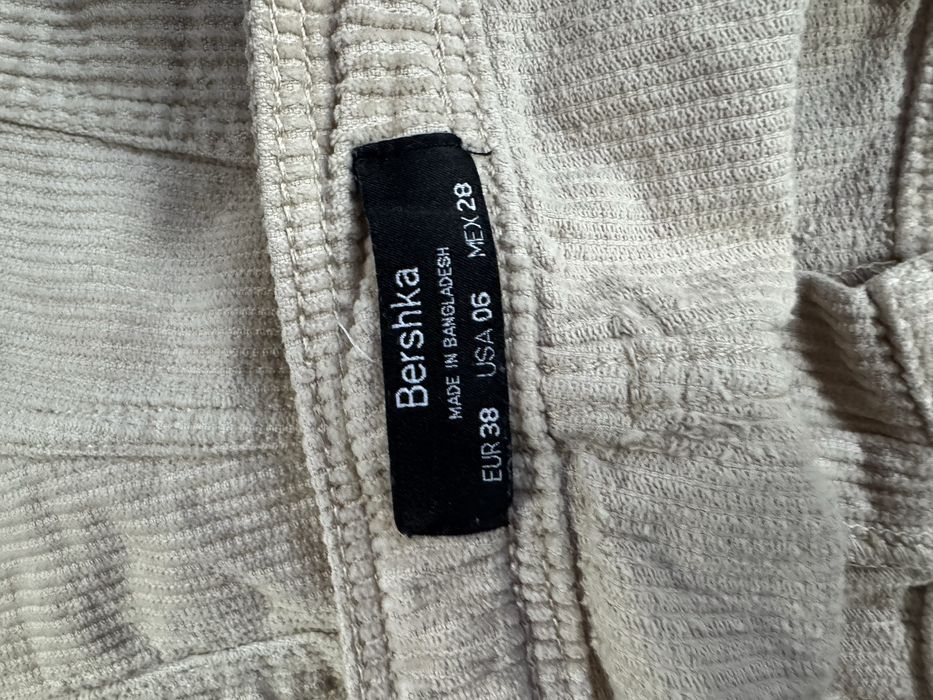 Bershka
MADE IN BANGLADESH
EUR 38 USA 06 MEX 28